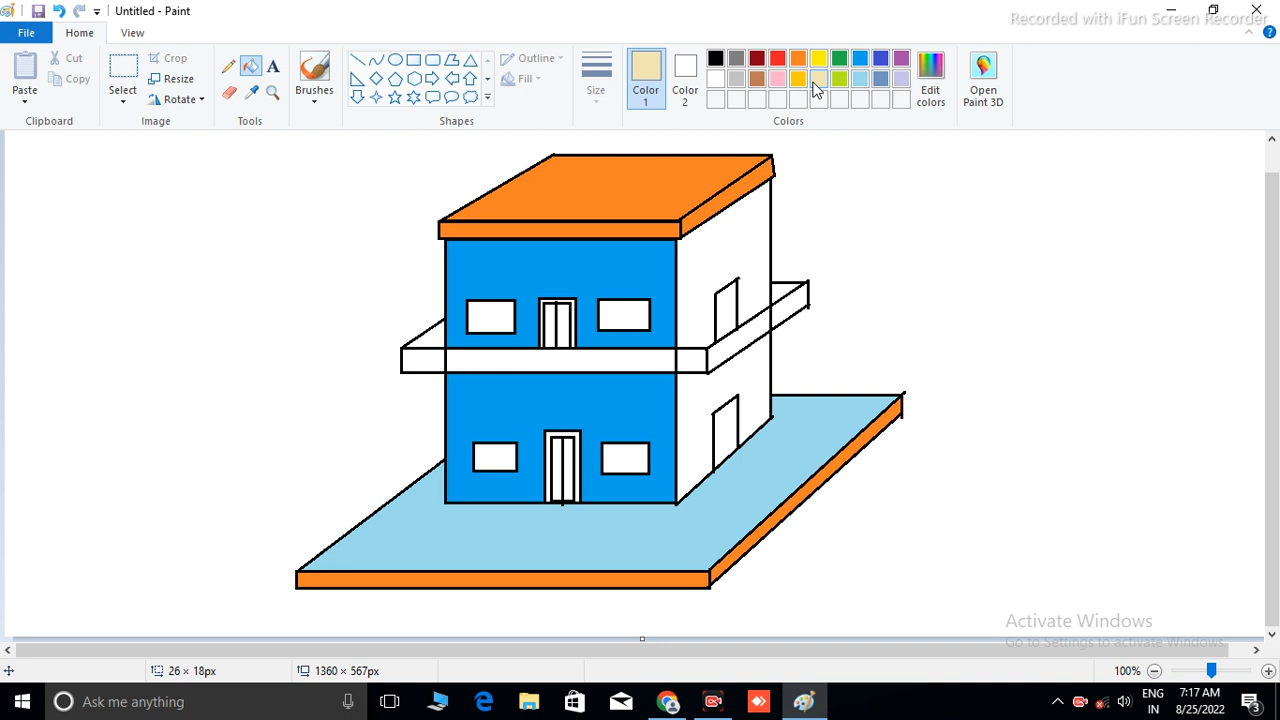 Untitled - Paint
Recorded with iFun Screen Recorder
File
Home
View
Paste
Cut
Copy
Clipboard
Select
Crop
Resize
Rotate
Image
A
Tools
Brushes
Outline
Fill
Shapes
Size
Color
1
Color
2
Edit
colors
Colors
Open
Paint 3D
Activate Windows
Go to Settings to activate Windows.
26 × 18px
1360 × 567px
100%
Ask me anything
ENG
IN
7:17 AM
8/25/2022
3